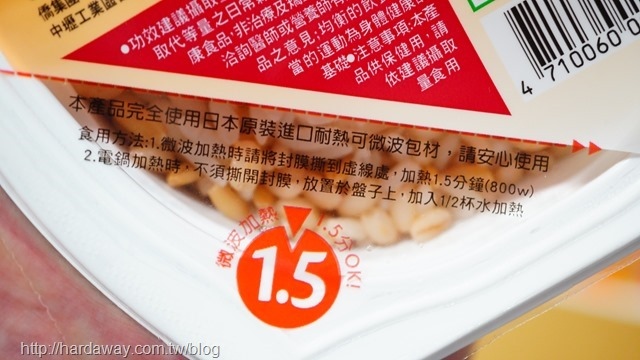 僑集團
中壢工業區
•功效建議攝取
取代等量之日常
康食品,非治療及矯
洽詢醫師或營養師有
品之意見;均衡的飲
當的運動為身體健康的
基礎•注意事項:本產
品供保健用,請
依建議攝取
量食用
4 710060 0
本產品完全使用日本原裝進口耐熱可微波包材,請安心使用
食用方法:1.微波加熱時請將封膜撕到虛線處,加熱1.5分鐘(800w)
2.電鍋加熱時,不須撕開封膜,放置於盤子上,加入1/2杯水加熱
微波加熱 1.5分OK!
1.5
http://hardaway.com.tw/blog